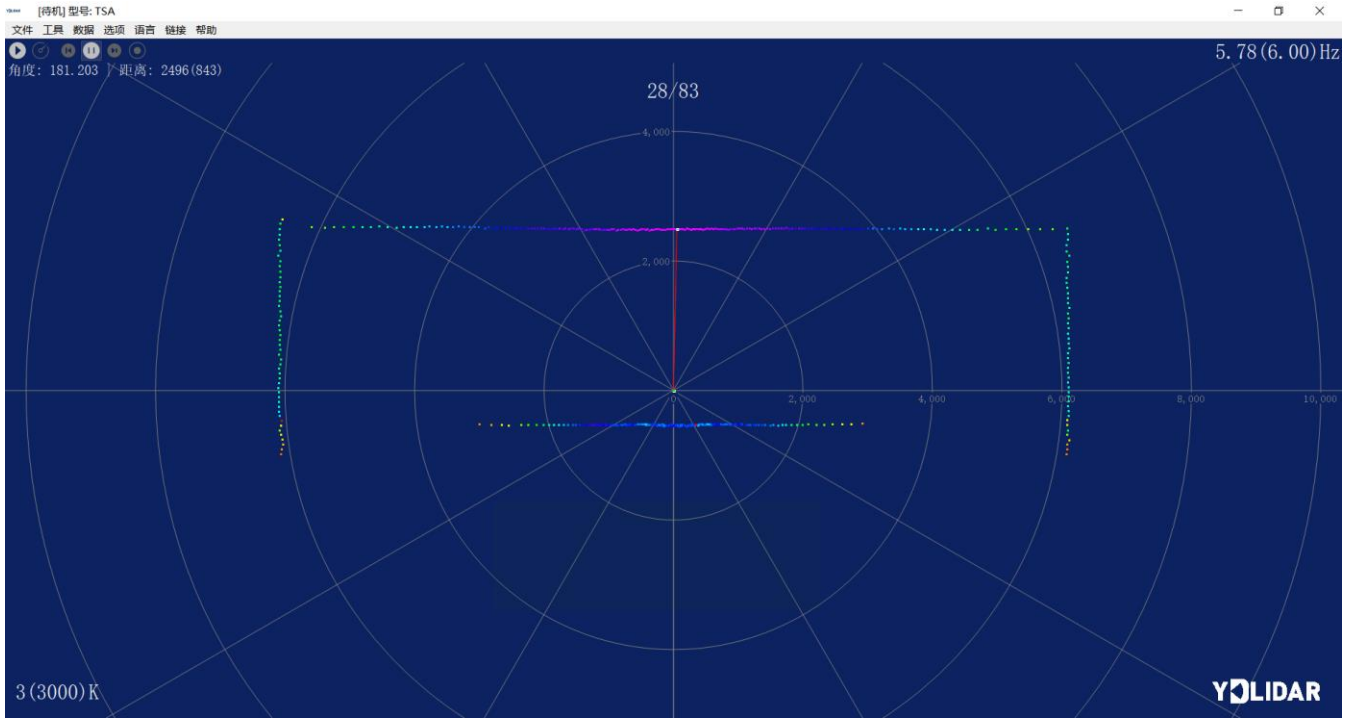 [待机] 型号: TSA
文件 工具 数据 选项 语言 链接 帮助
5.78(6.00)Hz
角度: 181.203 距离: 2496(843)
28/83
4,000
2,000
0 2,000 4,000 6,000 8,000 10,000
3(3000)K
YDLIDAR